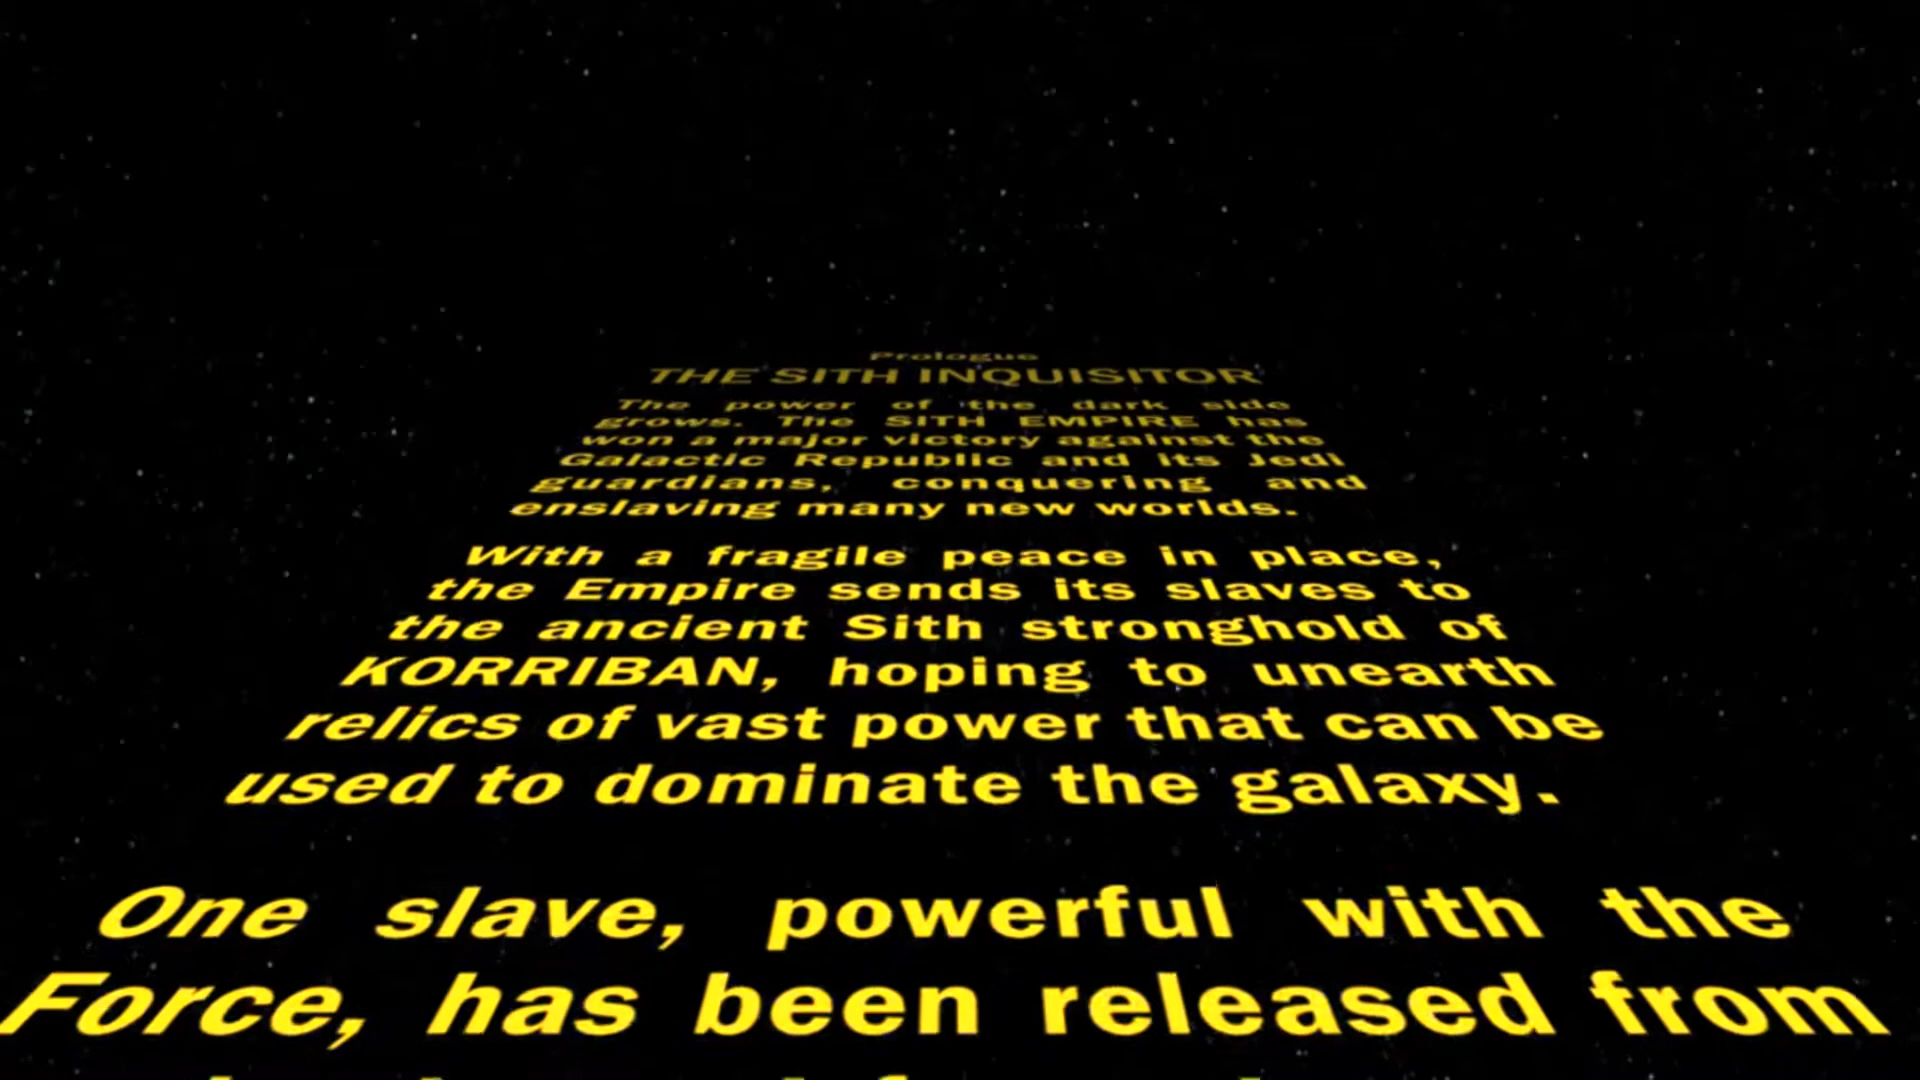 Prologue
THE SITH INQUISITOR
The power of the dark side
grows. The SITH EMPIRE has
won a major victory against the
Galactic Republic and its Jedi
guardians, conquering and
enslaving many new worlds.
With a fragile peace in place,
the Empire sends its slaves to
the ancient Sith stronghold of
KORRIBAN, hoping to unearth
relics of vast power that can be
used to dominate the galaxy.
One slave, powerful with the
Force, has been released from